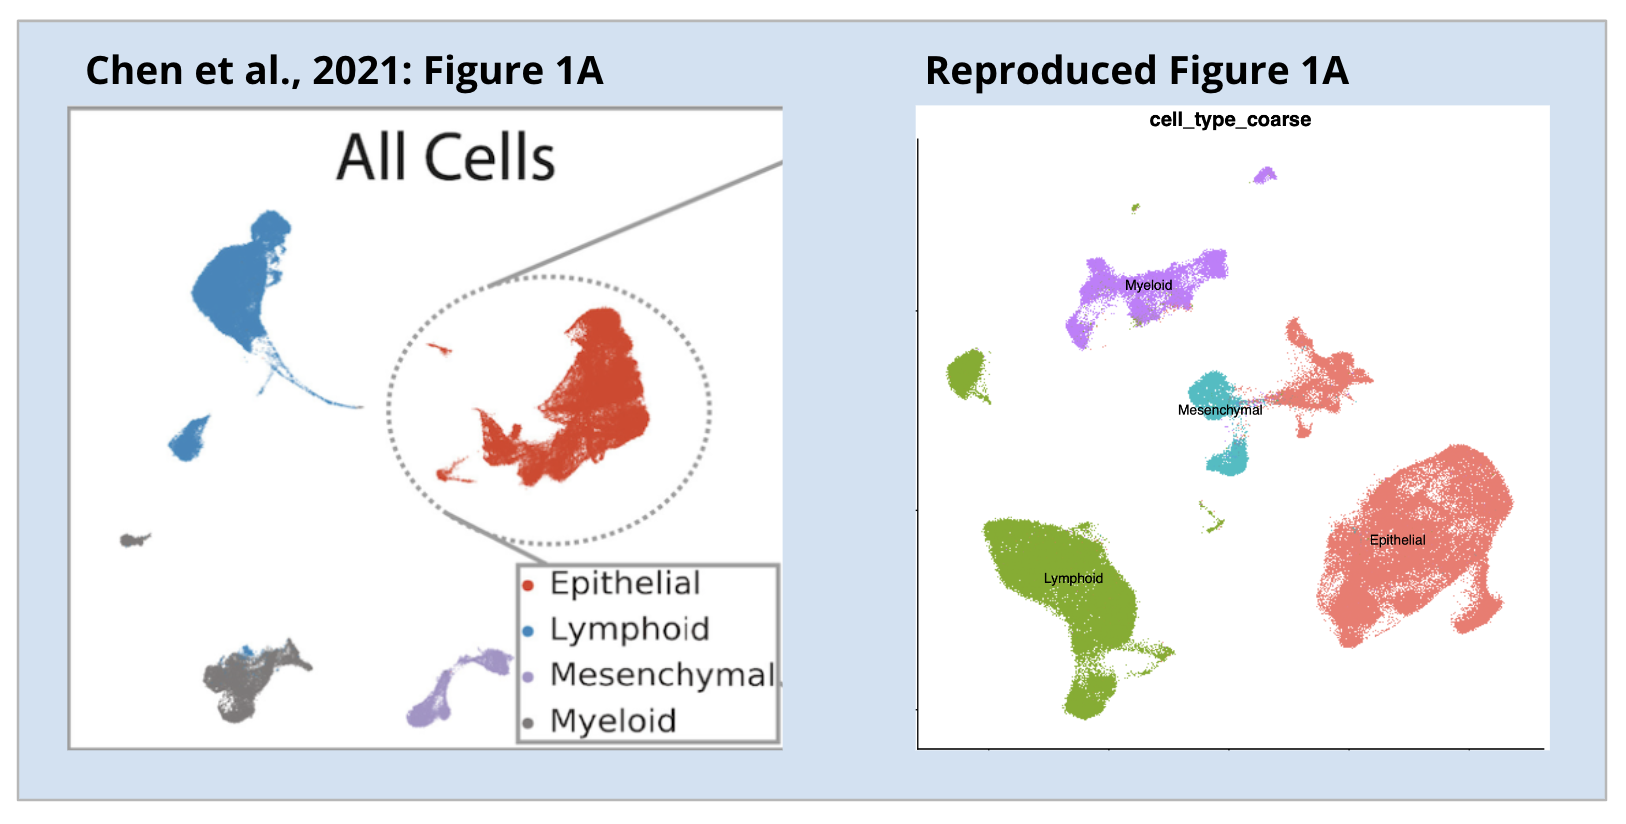 Chen et al., 2021: Figure 1A
All Cells
Epithelial
Lymphoid
Mesenchymal
Myeloid
Reproduced Figure 1A
cell_type_coarse
Myeloid
Mesenchymal
Epithelial
Lymphoid